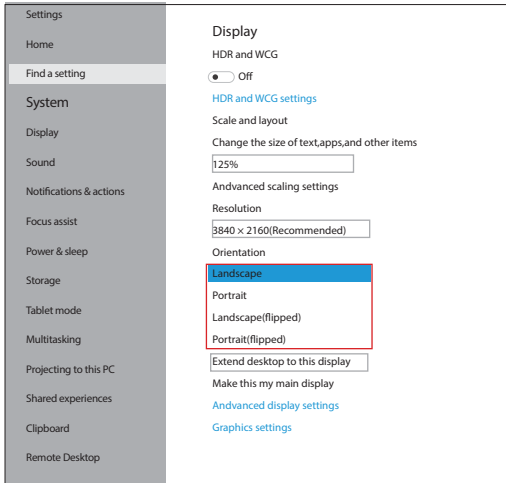 Settings
Home
Find a setting
System
Display
Sound
Notifications & actions
Focus assist
Power & sleep
Storage
Tablet mode
Multitasking
Projecting to this PC
Shared experiences
Clipboard
Remote Desktop
Display
HDR and WCG
Off
HDR and WCG settings
Scale and layout
Change the size of text,apps,and other items
125%
Andvanced scaling settings
Resolution
3840 × 2160(Recommended)
Orientation
Landscape
Portrait
Landscape(flipped)
Portrait(flipped)
Extend desktop to this display
Make this my main display
Andvanced display settings
Graphics settings